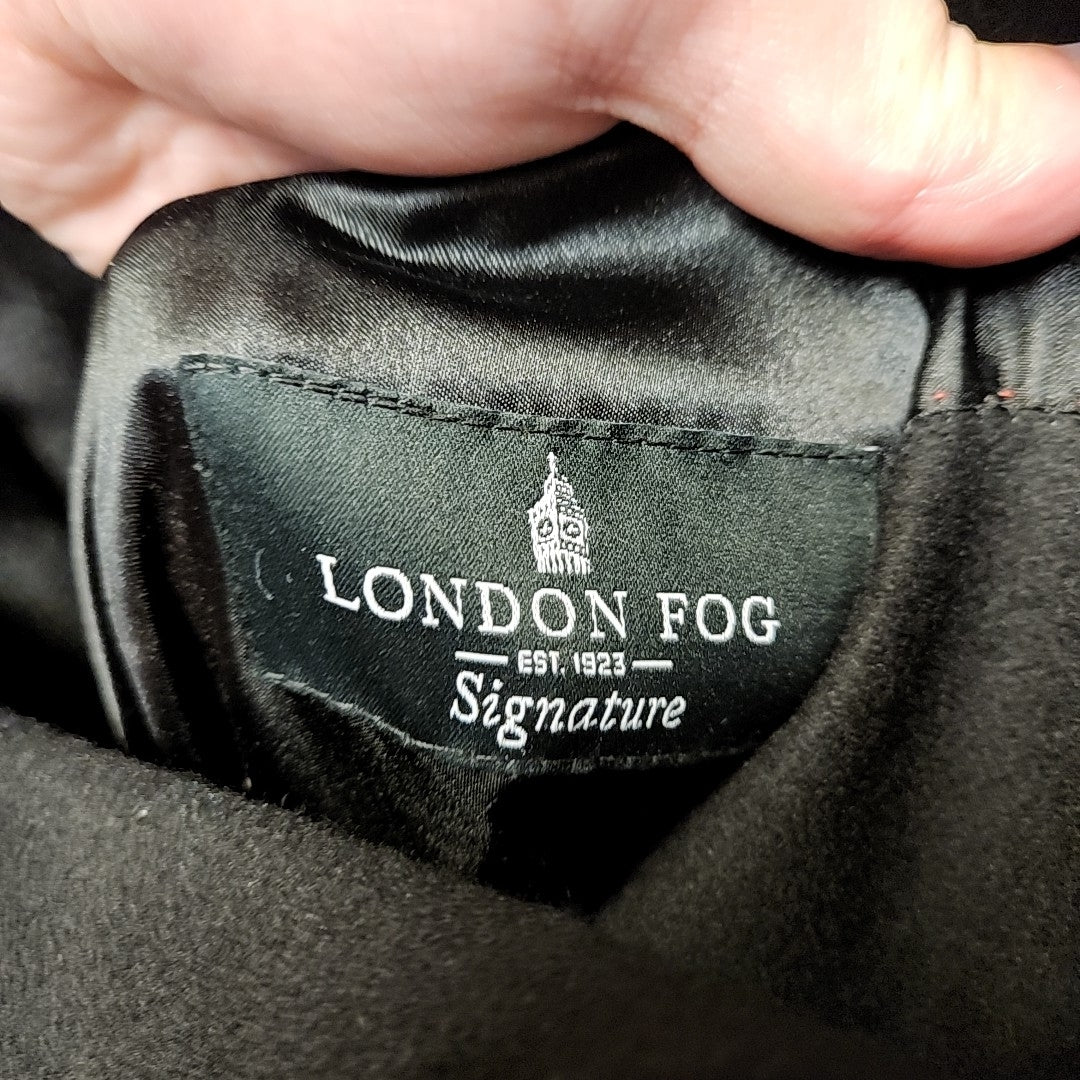 LONDON FOG
EST. 1923
Signature